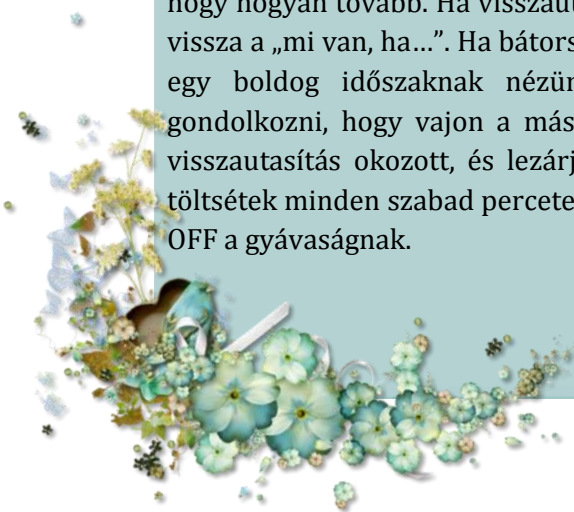 hogy hogyan tovább. Ha visszaut
vissza a „mi van, ha…”. Ha bátors
egy boldog időszaknak nézün
gondolkozni, hogy vajon a más
visszautasítás okozott, és lezárj
töltsétek minden szabad percete
OFF a gyávaságnak.